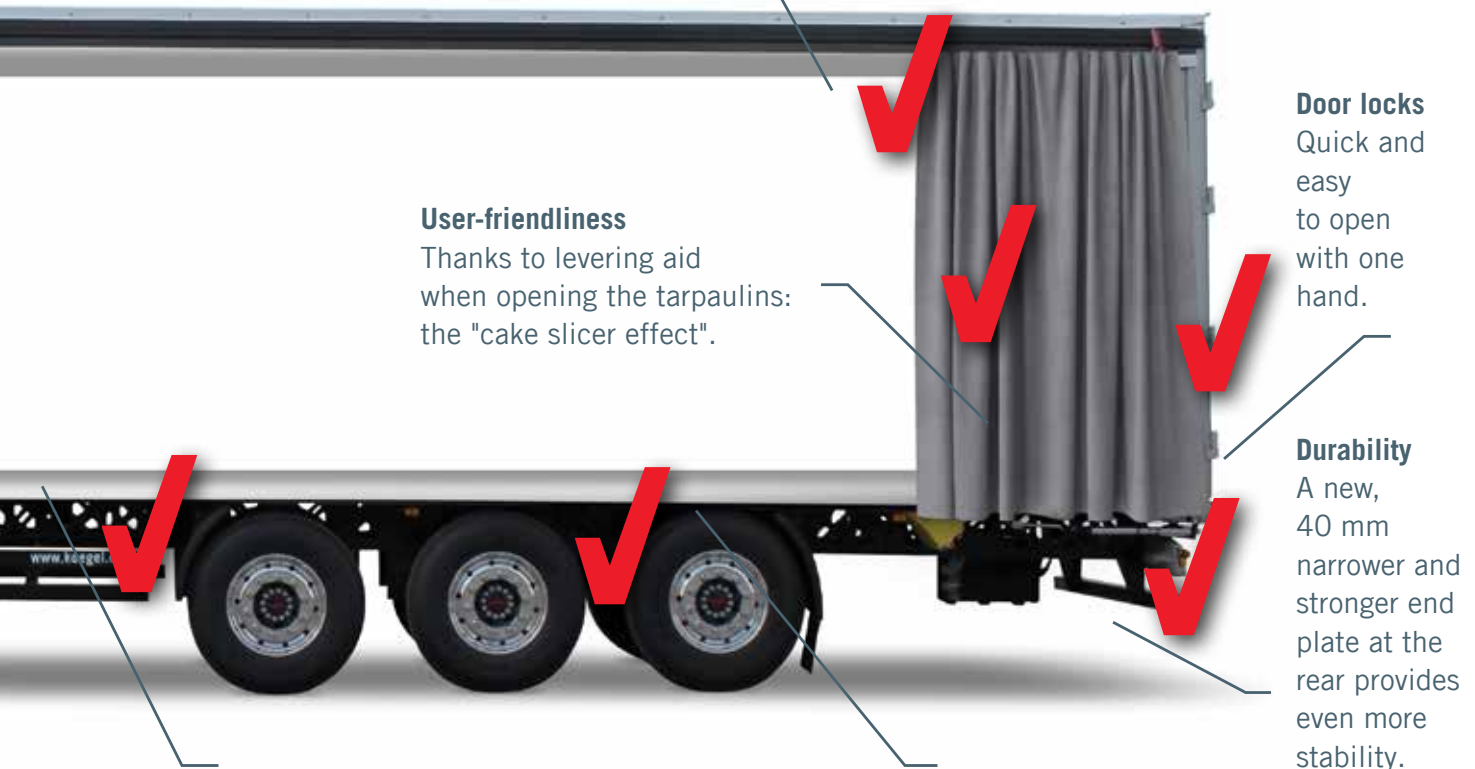 User-friendliness
Thanks to levering aid
when opening the tarpaulins:
the "cake slicer effect".
Door locks
Quick and
easy
to open
with one
hand.
Durability
A new,
40 mm
narrower and
stronger end
plate at the
rear provides
even more
stability.
www.koegel.